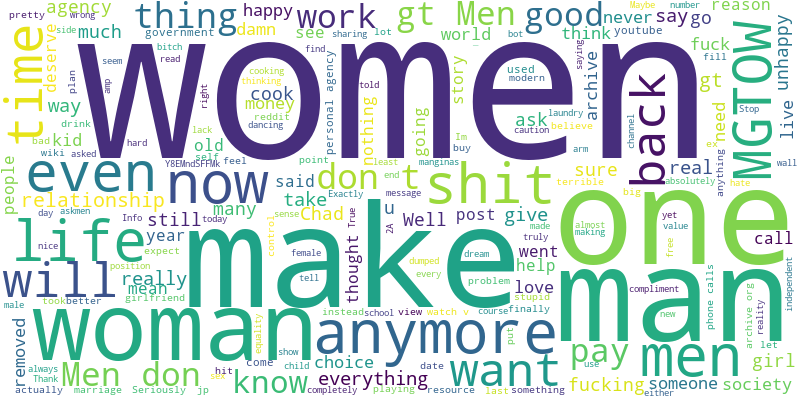 thing
happy
work
gt Men
good
never
say
go
Maybe
number
wrong
pretty
reason
agency
side
government
much
damn
see
world
think
youtube
sharing
lot
bot
bitch
find
fuck
fill
women
time
deserve
MGTOW
unhappy
seem
read
plan
amp
cooking
thinking
told
used
modern
saying
archive
gt
cook
right
personal agency
story
way
money
reddit
nothing
going
ask
laundry
Stop
live
drink
kid
hard
lack
dancing
Im
caution
believe
need
ex
channel
back
bad
old
self
feel
buy
arm
wall
wiki
asked
Y8EMndSFFMk
point
least
manginas
sure
real
anything
people
even
now
don
t
shit
one
terrible
big
absolutely
hate
end
message
relationship
said
take
Exactly
u
Well
post
give
truly
made
almost
making
yet
value
call
day
askmen
Info
today
many
sense
Chad
2A
went
help
free
life
still
year
nice
expect
really
mean
thought
True
love
dream
compliment
independent
will
position
control
female
tell
make
dumped
every
problem
stupid
man
phone calls
archive org
new
reality
male
took
better
girlfriend
instead
school
view
watch v
course
finally
woman
anymore
put
pay
men
let
girl
removed
equality
show
come
choice
date
want
use
Men don
know
everything
fucking
someone
society
always
Thank
sex
child
hit
either
actually
marriage
Seriously
jp
completely
playing
resource
last
something